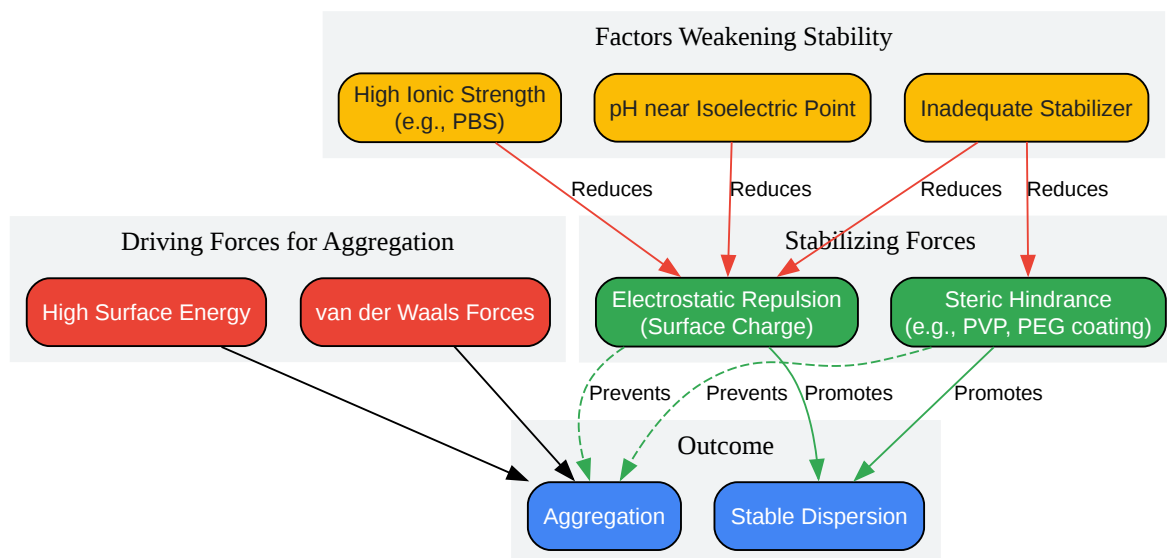 Factors Weakening Stability
High Ionic Strength
(e.g., PBS)
pH near Isoelectric Point
Inadequate Stabilizer
Reduces
Reduces
Reduces
Reduces
Driving Forces for Aggregation
Stabilizing Forces
High Surface Energy
van der Waals Forces
Electrostatic Repulsion
(Surface Charge)
Steric Hindrance
(e.g., PVP, PEG coating)
Prevents
Prevents
Promotes
Promotes
Outcome
Aggregation
Stable Dispersion